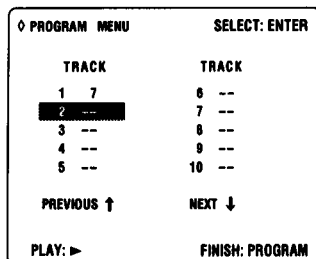 ◊ PROGRAM MENU SELECT: ENTER
TRACK TRACK
1 7 6 --
2 -- 7 --
3 -- 8 --
4 -- 9 --
5 -- 10 --
PREVIOUS ↑ NEXT ↓
PLAY: ► FINISH: PROGRAM